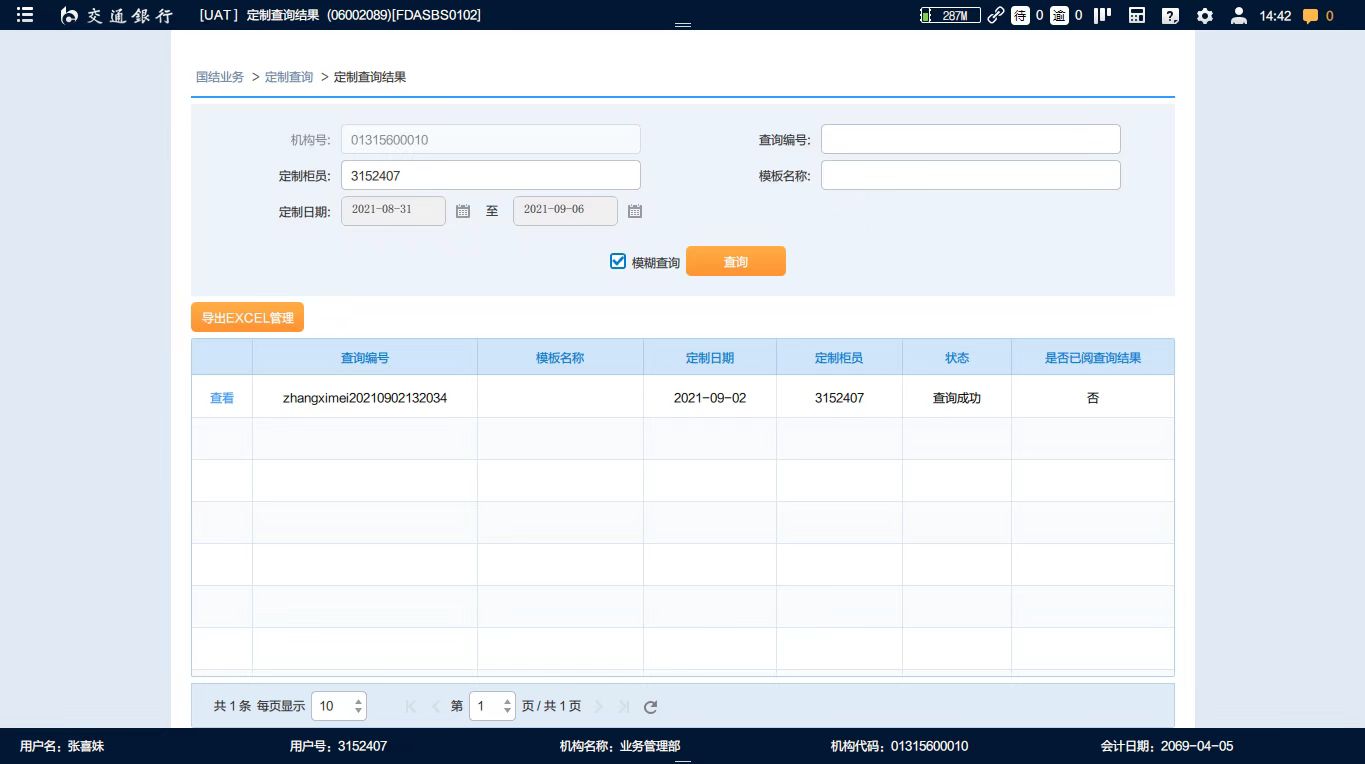 交通银行 [UAT] 定制查询结果 (06002089)[FDASBS0102] 287M 待 0 逾 0 14:42 0
国结业务 > 定制查询 > 定制查询结果
机构号: 01315600010 查询编号:
定制柜员: 3152407 模板名称:
定制日期: 2021-08-31 至 2021-09-06
模糊查询 查询
导出EXCEL管理
查询编号 模板名称 定制日期 定制柜员 状态 是否已阅查询结果
查看 zhangximei20210902132034 2021-09-02 3152407 查询成功 否
共 1 条 每页显示 10 第 1 页 / 共 1 页
用户名: 张喜妹 用户号: 3152407 机构名称: 业务管理部 机构代码: 01315600010 会计日期: 2069-04-05